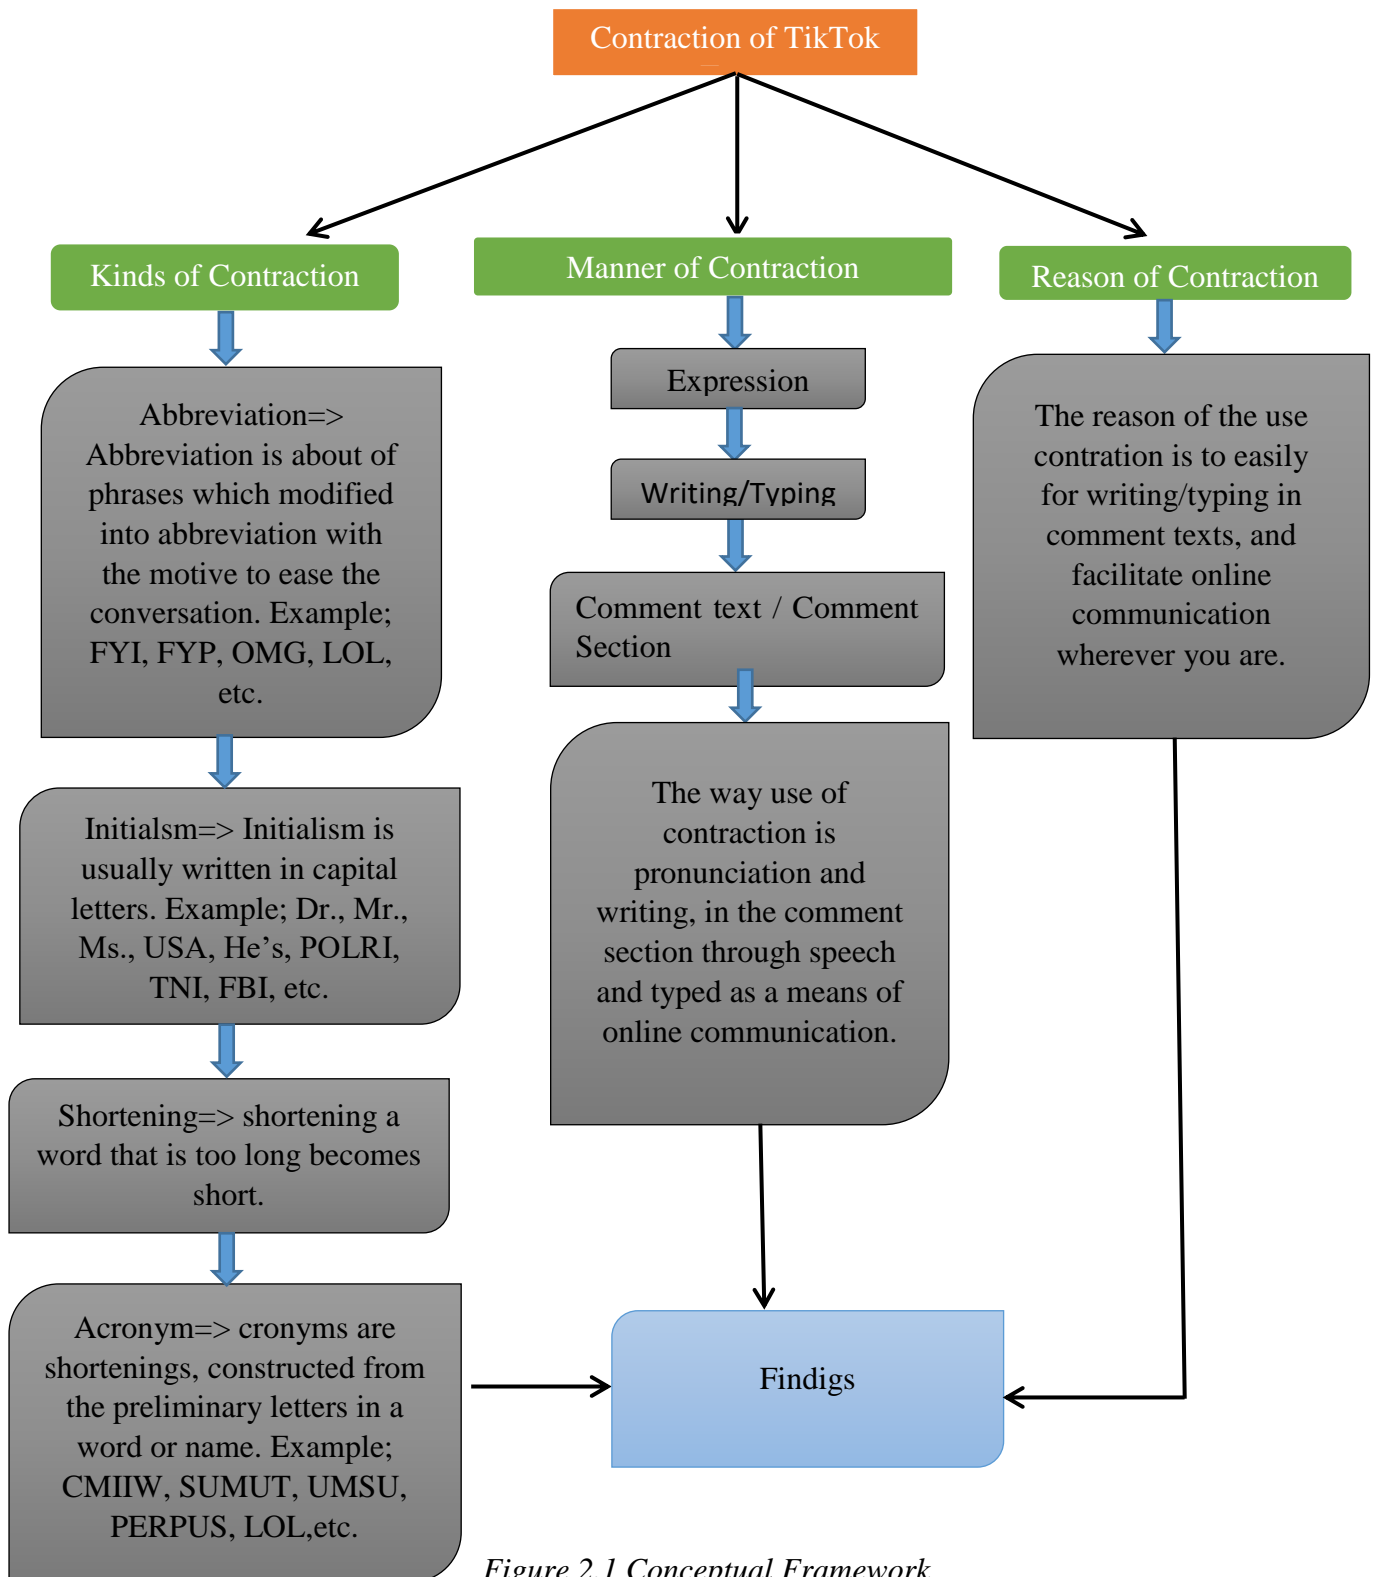 Contraction of TikTok
Kinds of Contraction
Abbreviation=>
Abbreviation is about of
phrases which modified
into abbreviation with
the motive to ease the
conversation. Example;
FYI, FYP, OMG, LOL,
etc.
Initialsm=> Initialism is
usually written in capital
letters. Example; Dr., Mr.,
Ms., USA, He’s, POLRI,
TNI, FBI, etc.
Shortening=> shortening a
word that is too long becomes
short.
Acronym=> cronyms are
shortenings, constructed from
the preliminary letters in a
word or name. Example;
CMIIW, SUMUT, UMSU,
PERPUS, LOL,etc.
Manner of Contraction
Expression
Writing/Typing
Comment text / Comment
Section
The way use of
contraction is
pronunciation and
writing, in the comment
section through speech
and typed as a means of
online communication.
Reason of Contraction
The reason of the use
contration is to easily
for writing/typing in
comment texts, and
facilitate online
communication
wherever you are.
Findigs
Figure 2.1 Conceptual Framework